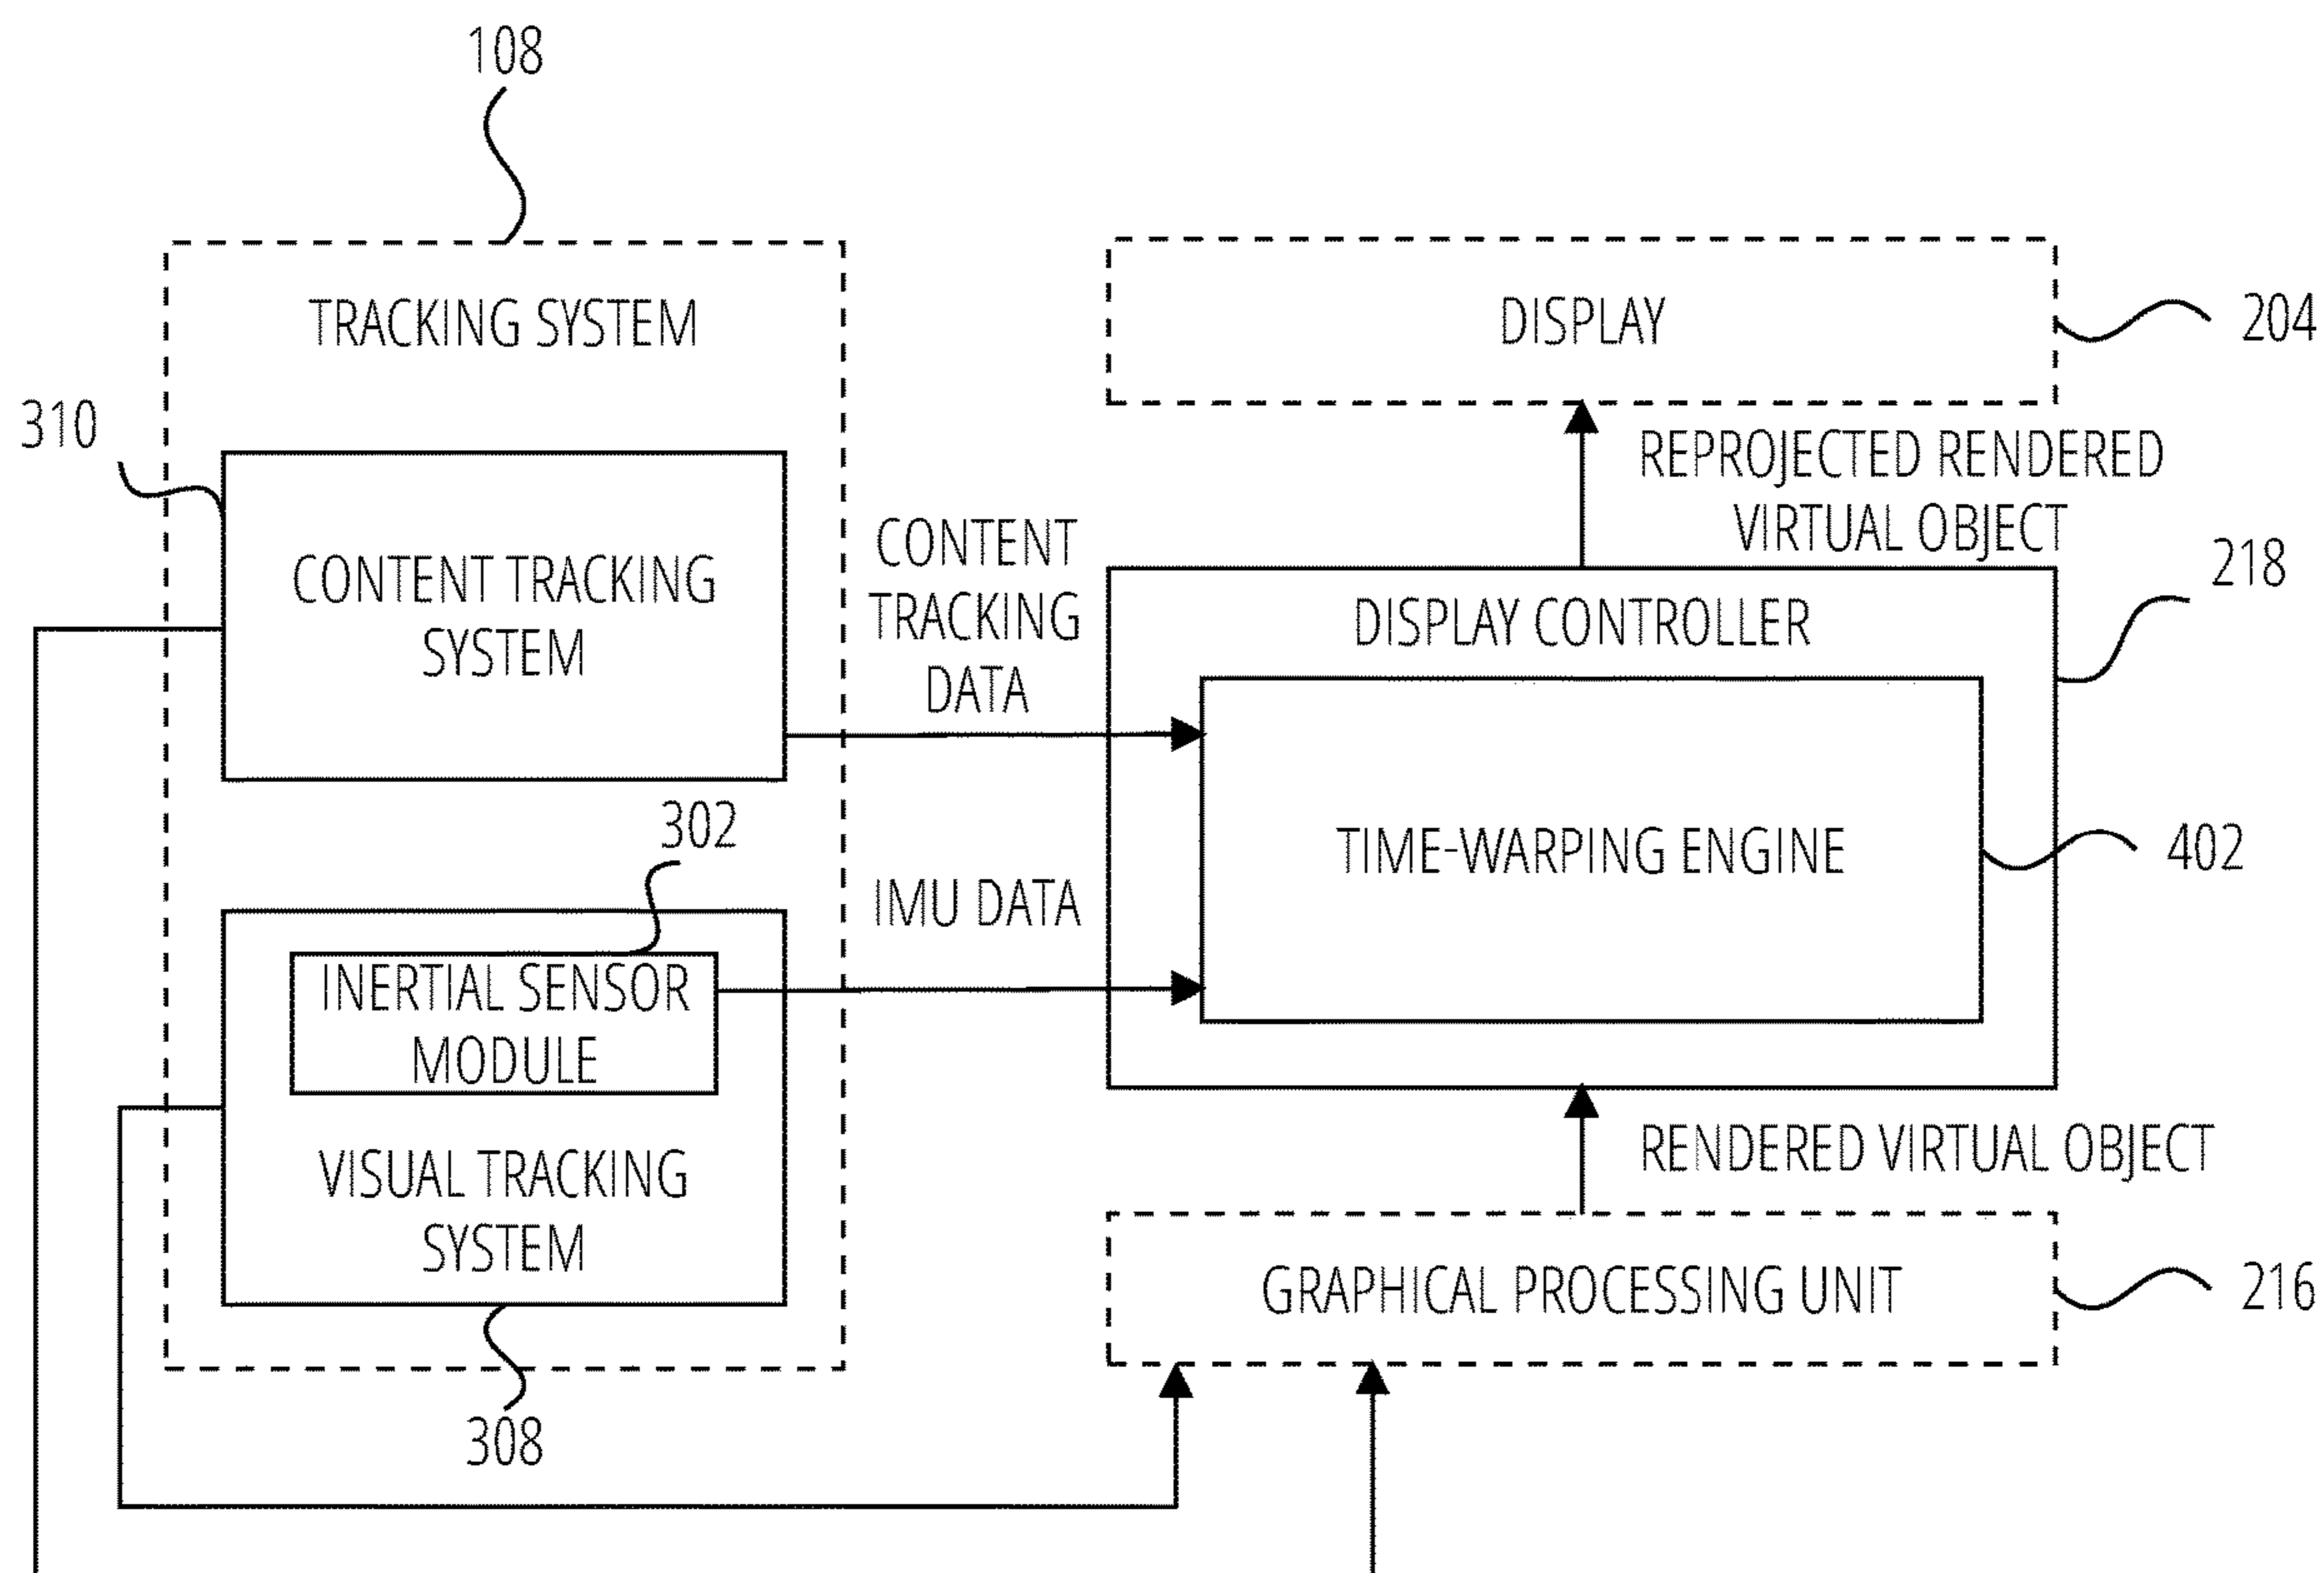 108
TRACKING SYSTEM
310
CONTENT TRACKING
SYSTEM
302
INERTIAL SENSOR
MODULE
VISUAL TRACKING
SYSTEM
308
CONTENT
TRACKING
DATA
IMU DATA
DISPLAY
204
REPROJECTED RENDERED
VIRTUAL OBJECT
218
DISPLAY CONTROLLER
TIME-WARPING ENGINE
402
RENDERED VIRTUAL OBJECT
GRAPHICAL PROCESSING UNIT
216